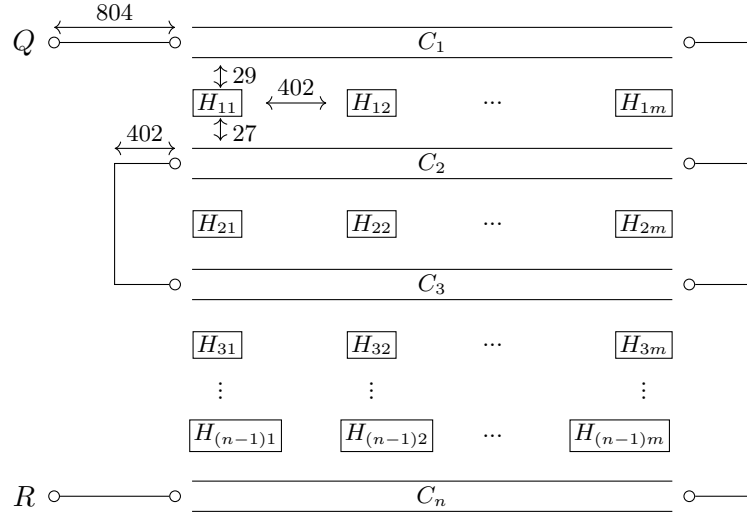 804
Q C₁
29
H₁₁ 402 H₁₂ ... H₁ₘ
27
402
C₂
H₂₁ H₂₂ ... H₂ₘ
C₃
H₃₁ H₃₂ ... H₃ₘ
⋮ ⋮ ⋮
H₍ₙ₋₁₎₁ H₍ₙ₋₁₎₂ ... H₍ₙ₋₁₎ₘ
R Cₙ